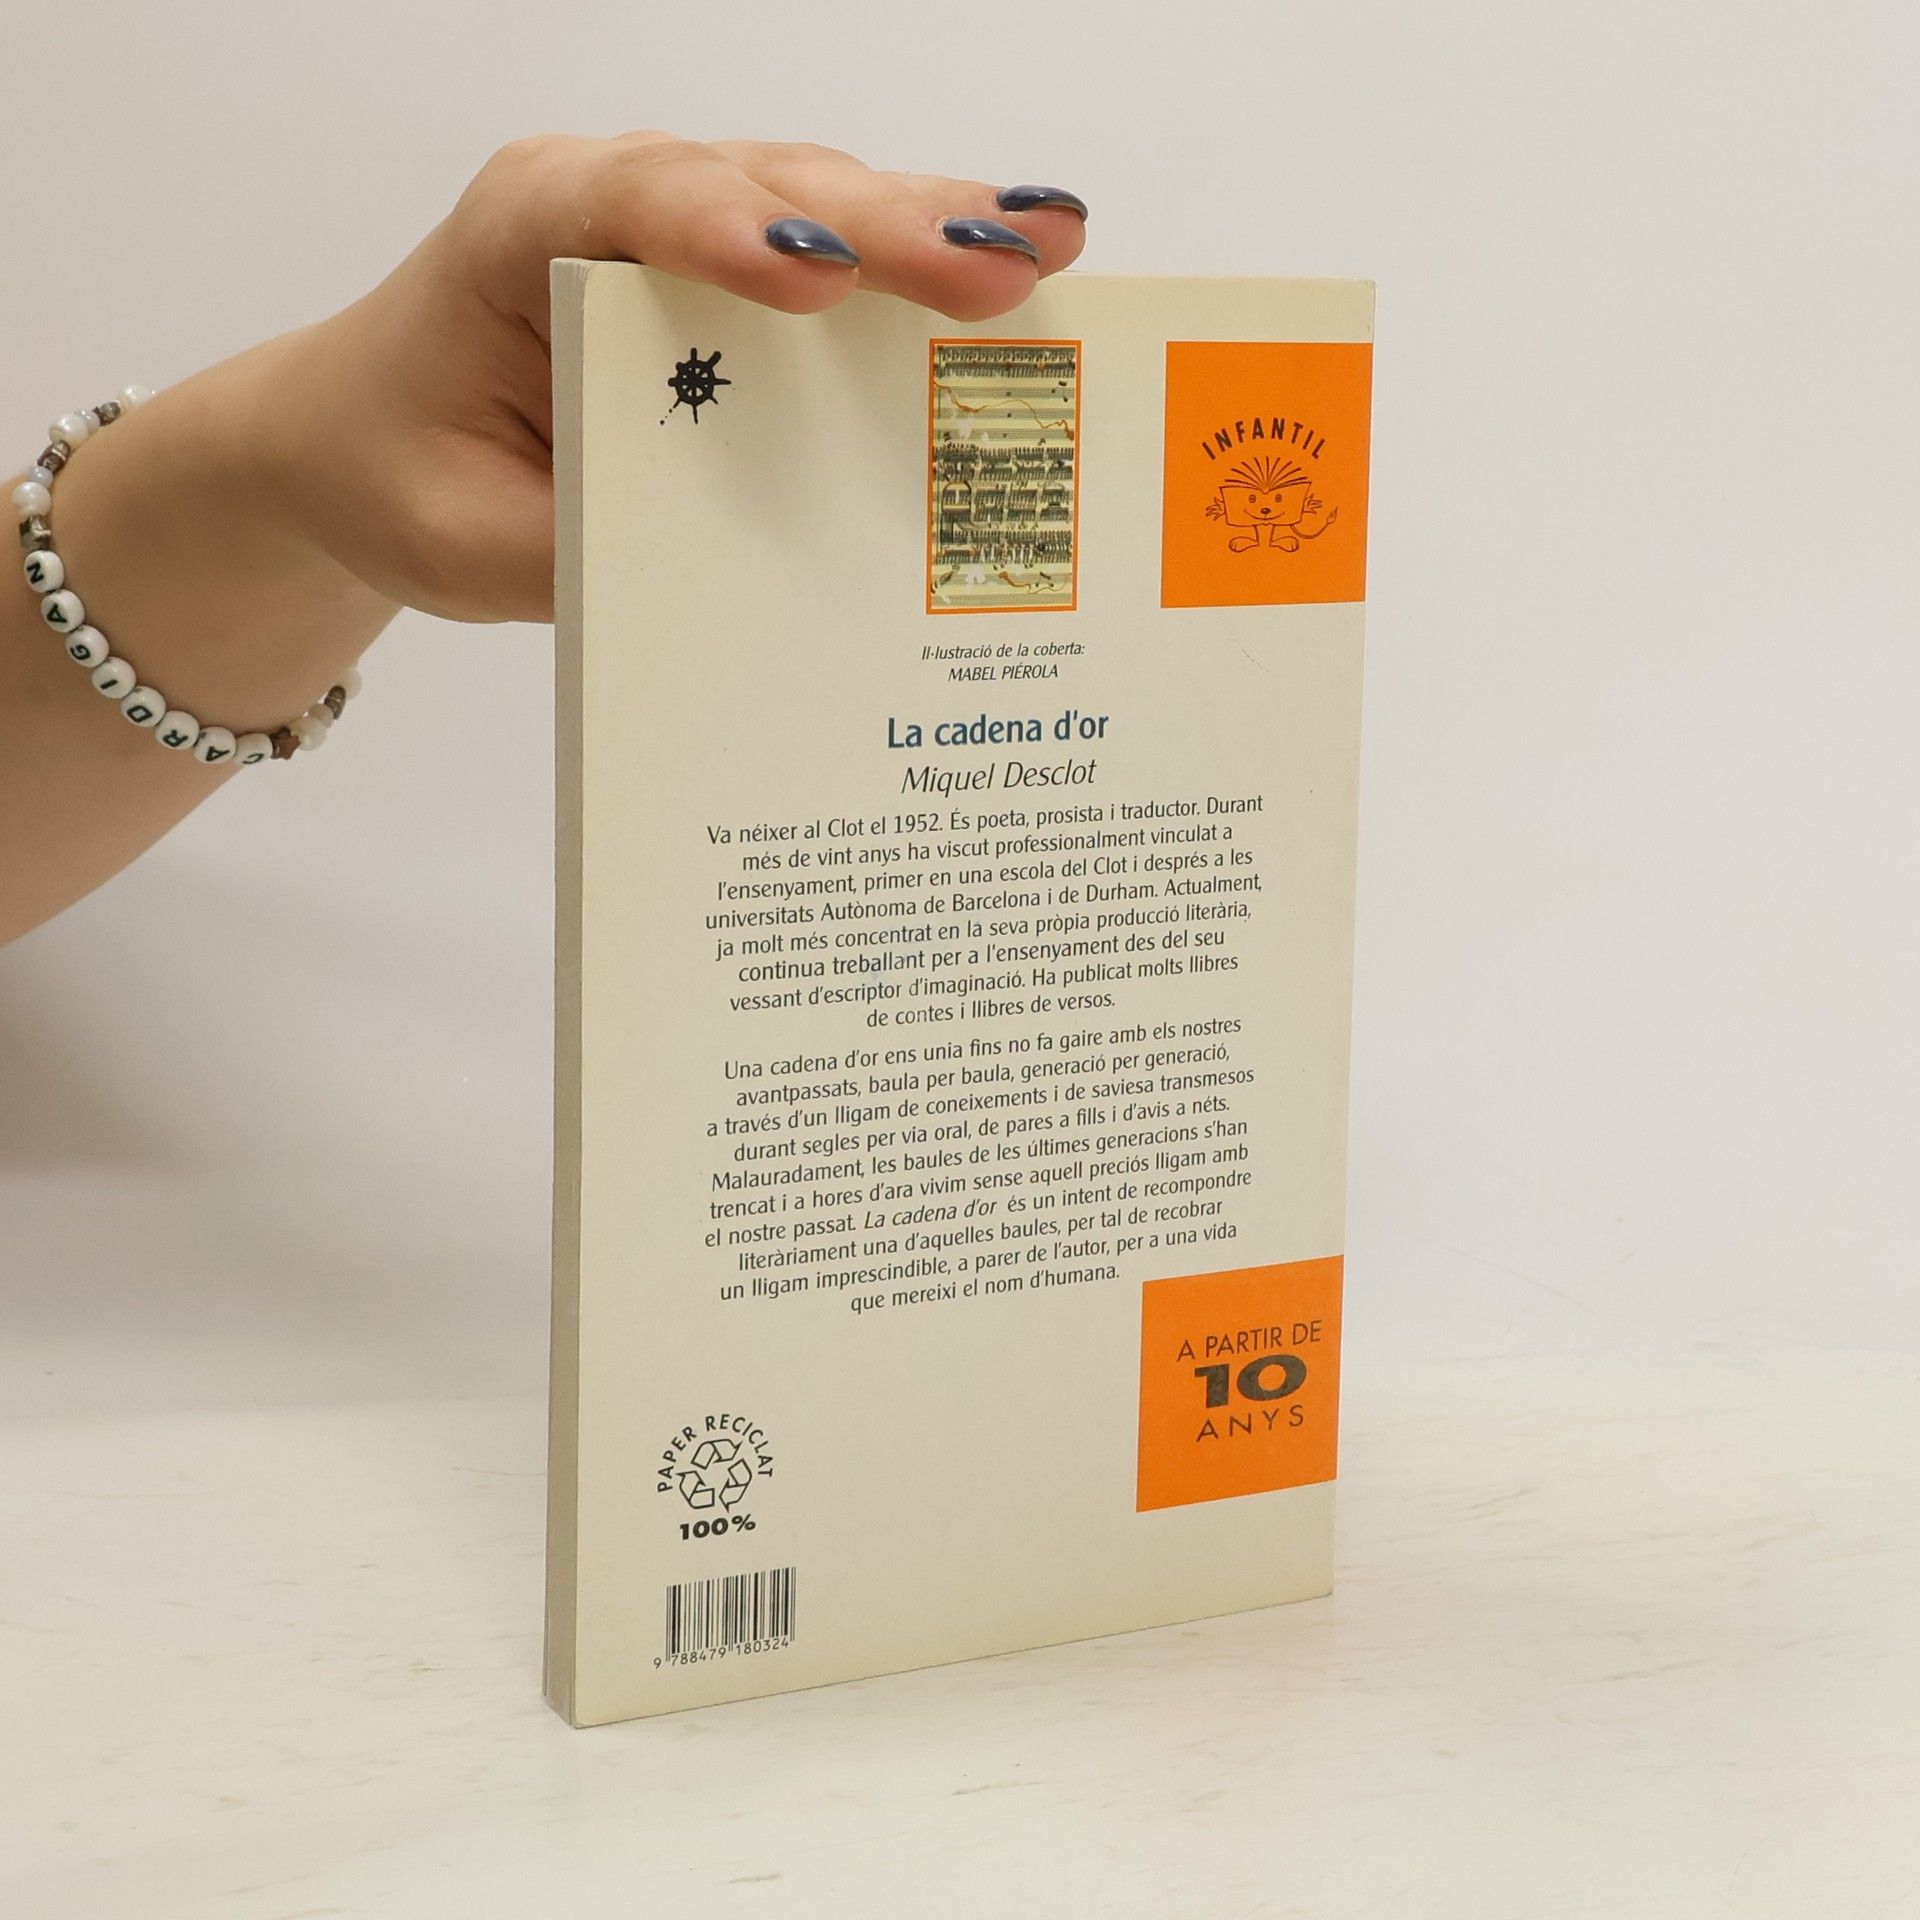 INFANTIL
Il·lustració de la coberta:
MABEL PIÉROLA
La cadena d'or
Miquel Desclot
Va néixer al Clot el 1952. És poeta, prosista i traductor. Durant
més de vint anys ha viscut professionalment vinculat a
l'ensenyament, primer en una escola del Clot i després a les
universitats Autònoma de Barcelona i de Durham. Actualment,
ja molt més concentrat en la seva pròpia producció literària,
continua treballant per a l'ensenyament des del seu
vessant d'escriptor d'imaginació. Ha publicat molts llibres
de contes i llibres de versos.
Una cadena d'or ens unia fins no fa gaire amb els nostres
avantpassats, baula per baula, generació per generació,
a través d'un lligam de coneixements i de saviesa transmesos
durant segles per via oral, de pares a fills i d'avis a néts.
Malauradament, les baules de les últimes generacions s'han
trencat i a hores d'ara vivim sense aquell preciós lligam amb
el nostre passat. La cadena d'or és un intent de recompondre
literàriament una d'aquelles baules, per tal de recobrar
un lligam imprescindible, a parer de l'autor, per a una vida
que mereixi el nom d'humana.
A PARTIR DE
10
ANYS
PAPER RECICLAT
100%
9 788479 180324
CARDIGAN